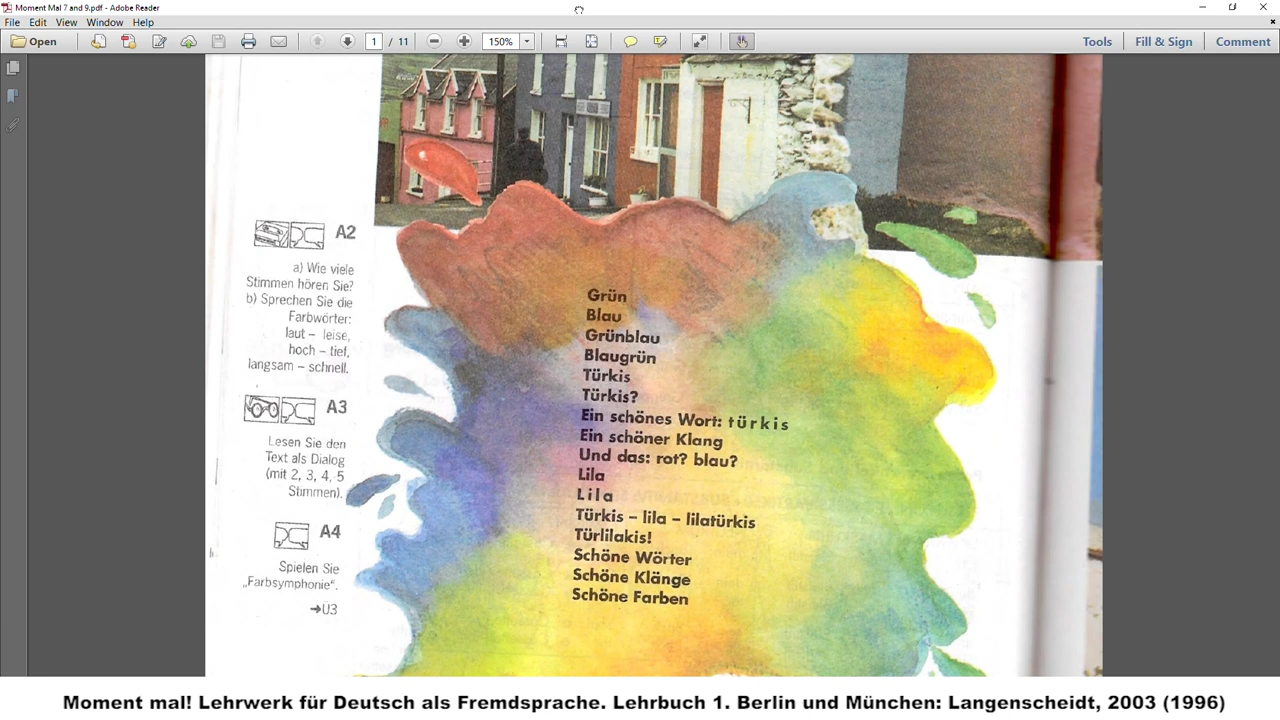 Moment Mal 7 and 9.pdf - Adobe Reader
File Edit View Window Help
Open 1 / 11 150% Tools Fill & Sign Comment
A2
a) Wie viele
Stimmen hören Sie?
b) Sprechen Sie die
Farbwörter:
laut – leise,
hoch – tief,
langsam – schnell.
A3
Lesen Sie den
Text als Dialog
(mit 2, 3, 4, 5
Stimmen).
A4
Spielen Sie
„Farbsymphonie“.
➔Ü3
Grün
Blau
Grünblau
Blaugrün
Türkis
Türkis?
Ein schönes Wort: t ü r k i s
Ein schöner Klang
Und das: rot? blau?
Lila
L i l a
Türkis – lila – lilatürkis
Türlilakis!
Schöne Wörter
Schöne Klänge
Schöne Farben
Moment mal! Lehrwerk für Deutsch als Fremdsprache. Lehrbuch 1. Berlin und München: Langenscheidt, 2003 (1996)